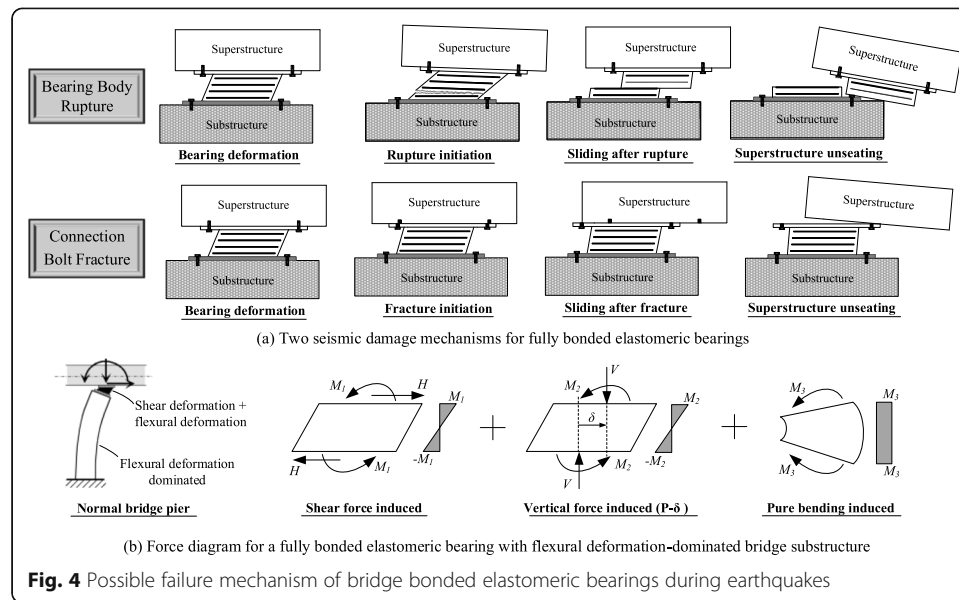 Bearing Body
Rupture
Superstructure
Substructure
Bearing deformation
Superstructure
Substructure
Rupture initiation
Superstructure
Substructure
Sliding after rupture
Superstructure
Substructure
Superstructure unseating
Connection
Bolt Fracture
Superstructure
Substructure
Bearing deformation
Superstructure
Substructure
Fracture initiation
Superstructure
Substructure
Sliding after fracture
Superstructure
Substructure
Superstructure unseating
(a) Two seismic damage mechanisms for fully bonded elastomeric bearings
Shear deformation +
flexural deformation
Flexural deformation
dominated
Normal bridge pier
M1
H
M1
H
M1
-M1
Shear force induced
+
V
M2
δ
M2
V
M2
-M2
Vertical force induced (P-δ )
+
M3
M3
M3
M3
Pure bending induced
(b) Force diagram for a fully bonded elastomeric bearing with flexural deformation-dominated bridge substructure
Fig. 4 Possible failure mechanism of bridge bonded elastomeric bearings during earthquakes